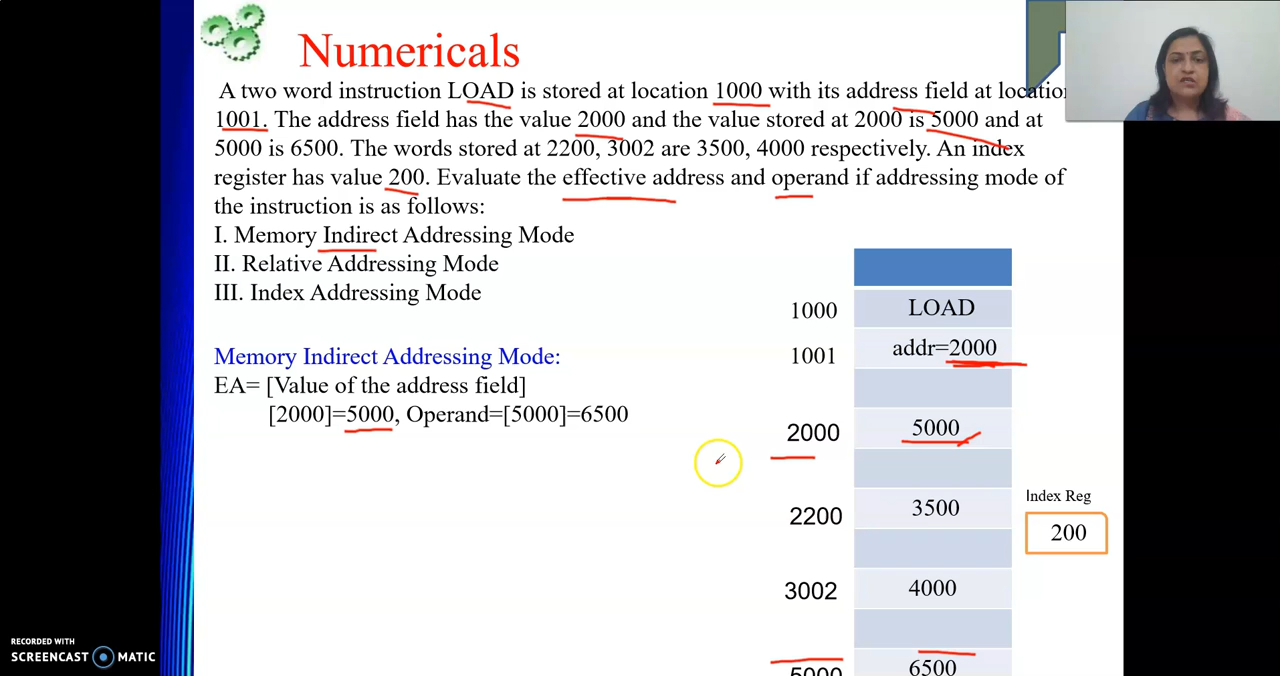 Numericals
A two word instruction LOAD is stored at location 1000 with its address field at location
1001. The address field has the value 2000 and the value stored at 2000 is 5000 and at
5000 is 6500. The words stored at 2200, 3002 are 3500, 4000 respectively. An index
register has value 200. Evaluate the effective address and operand if addressing mode of
the instruction is as follows:
I. Memory Indirect Addressing Mode
II. Relative Addressing Mode
III. Index Addressing Mode
Memory Indirect Addressing Mode:
EA= [Value of the address field]
[2000]=5000, Operand=[5000]=6500
1000 LOAD
1001 addr=2000
2000 5000
2200 3500
Index Reg
200
3002 4000
5000 6500
RECORDED WITH
SCREENCAST MATIC